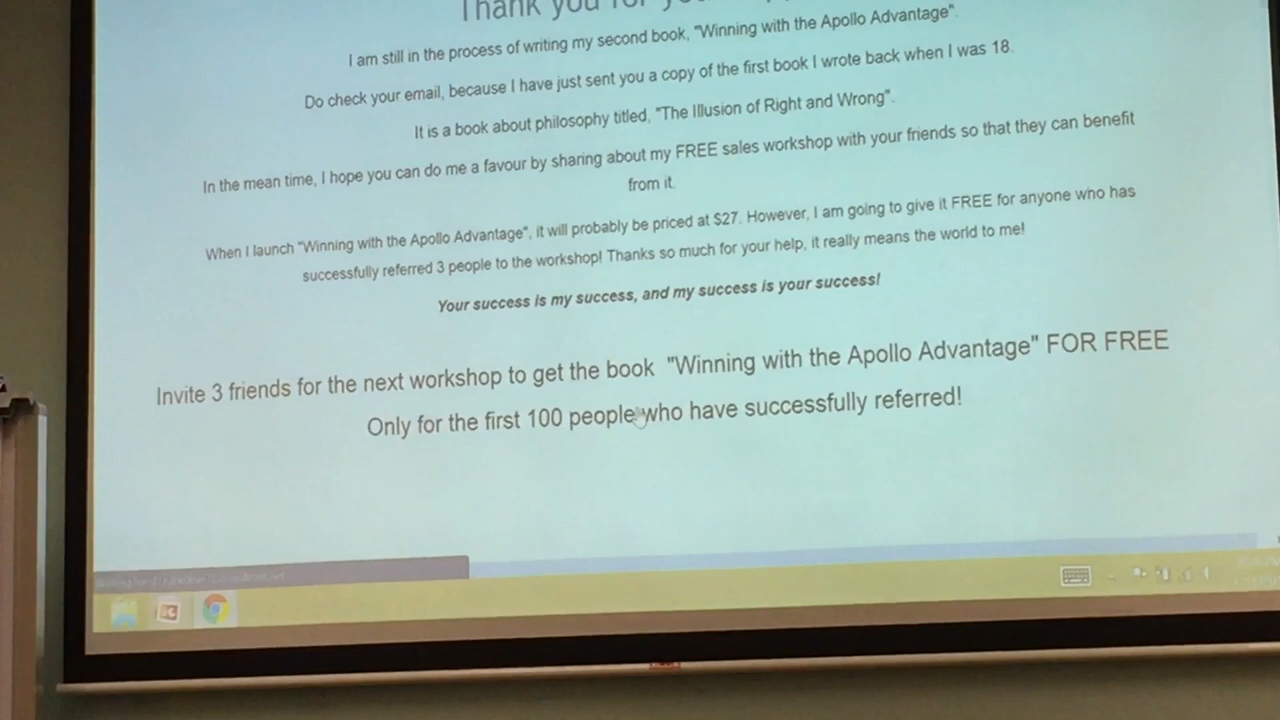 Thank you for
I am still in the process of writing my second book, "Winning with the Apollo Advantage".
Do check your email, because I have just sent you a copy of the first book I wrote back when I was 18.
It is a book about philosophy titled, "The Illusion of Right and Wrong".
In the mean time, I hope you can do me a favour by sharing about my FREE sales workshop with your friends so that they can benefit
from it.
When I launch "Winning with the Apollo Advantage", it will probably be priced at $27. However, I am going to give it FREE for anyone who has
successfully referred 3 people to the workshop! Thanks so much for your help, it really means the world to me!
Your success is my success, and my success is your success!
Invite 3 friends for the next workshop to get the book "Winning with the Apollo Advantage" FOR FREE
Only for the first 100 people who have successfully referred!